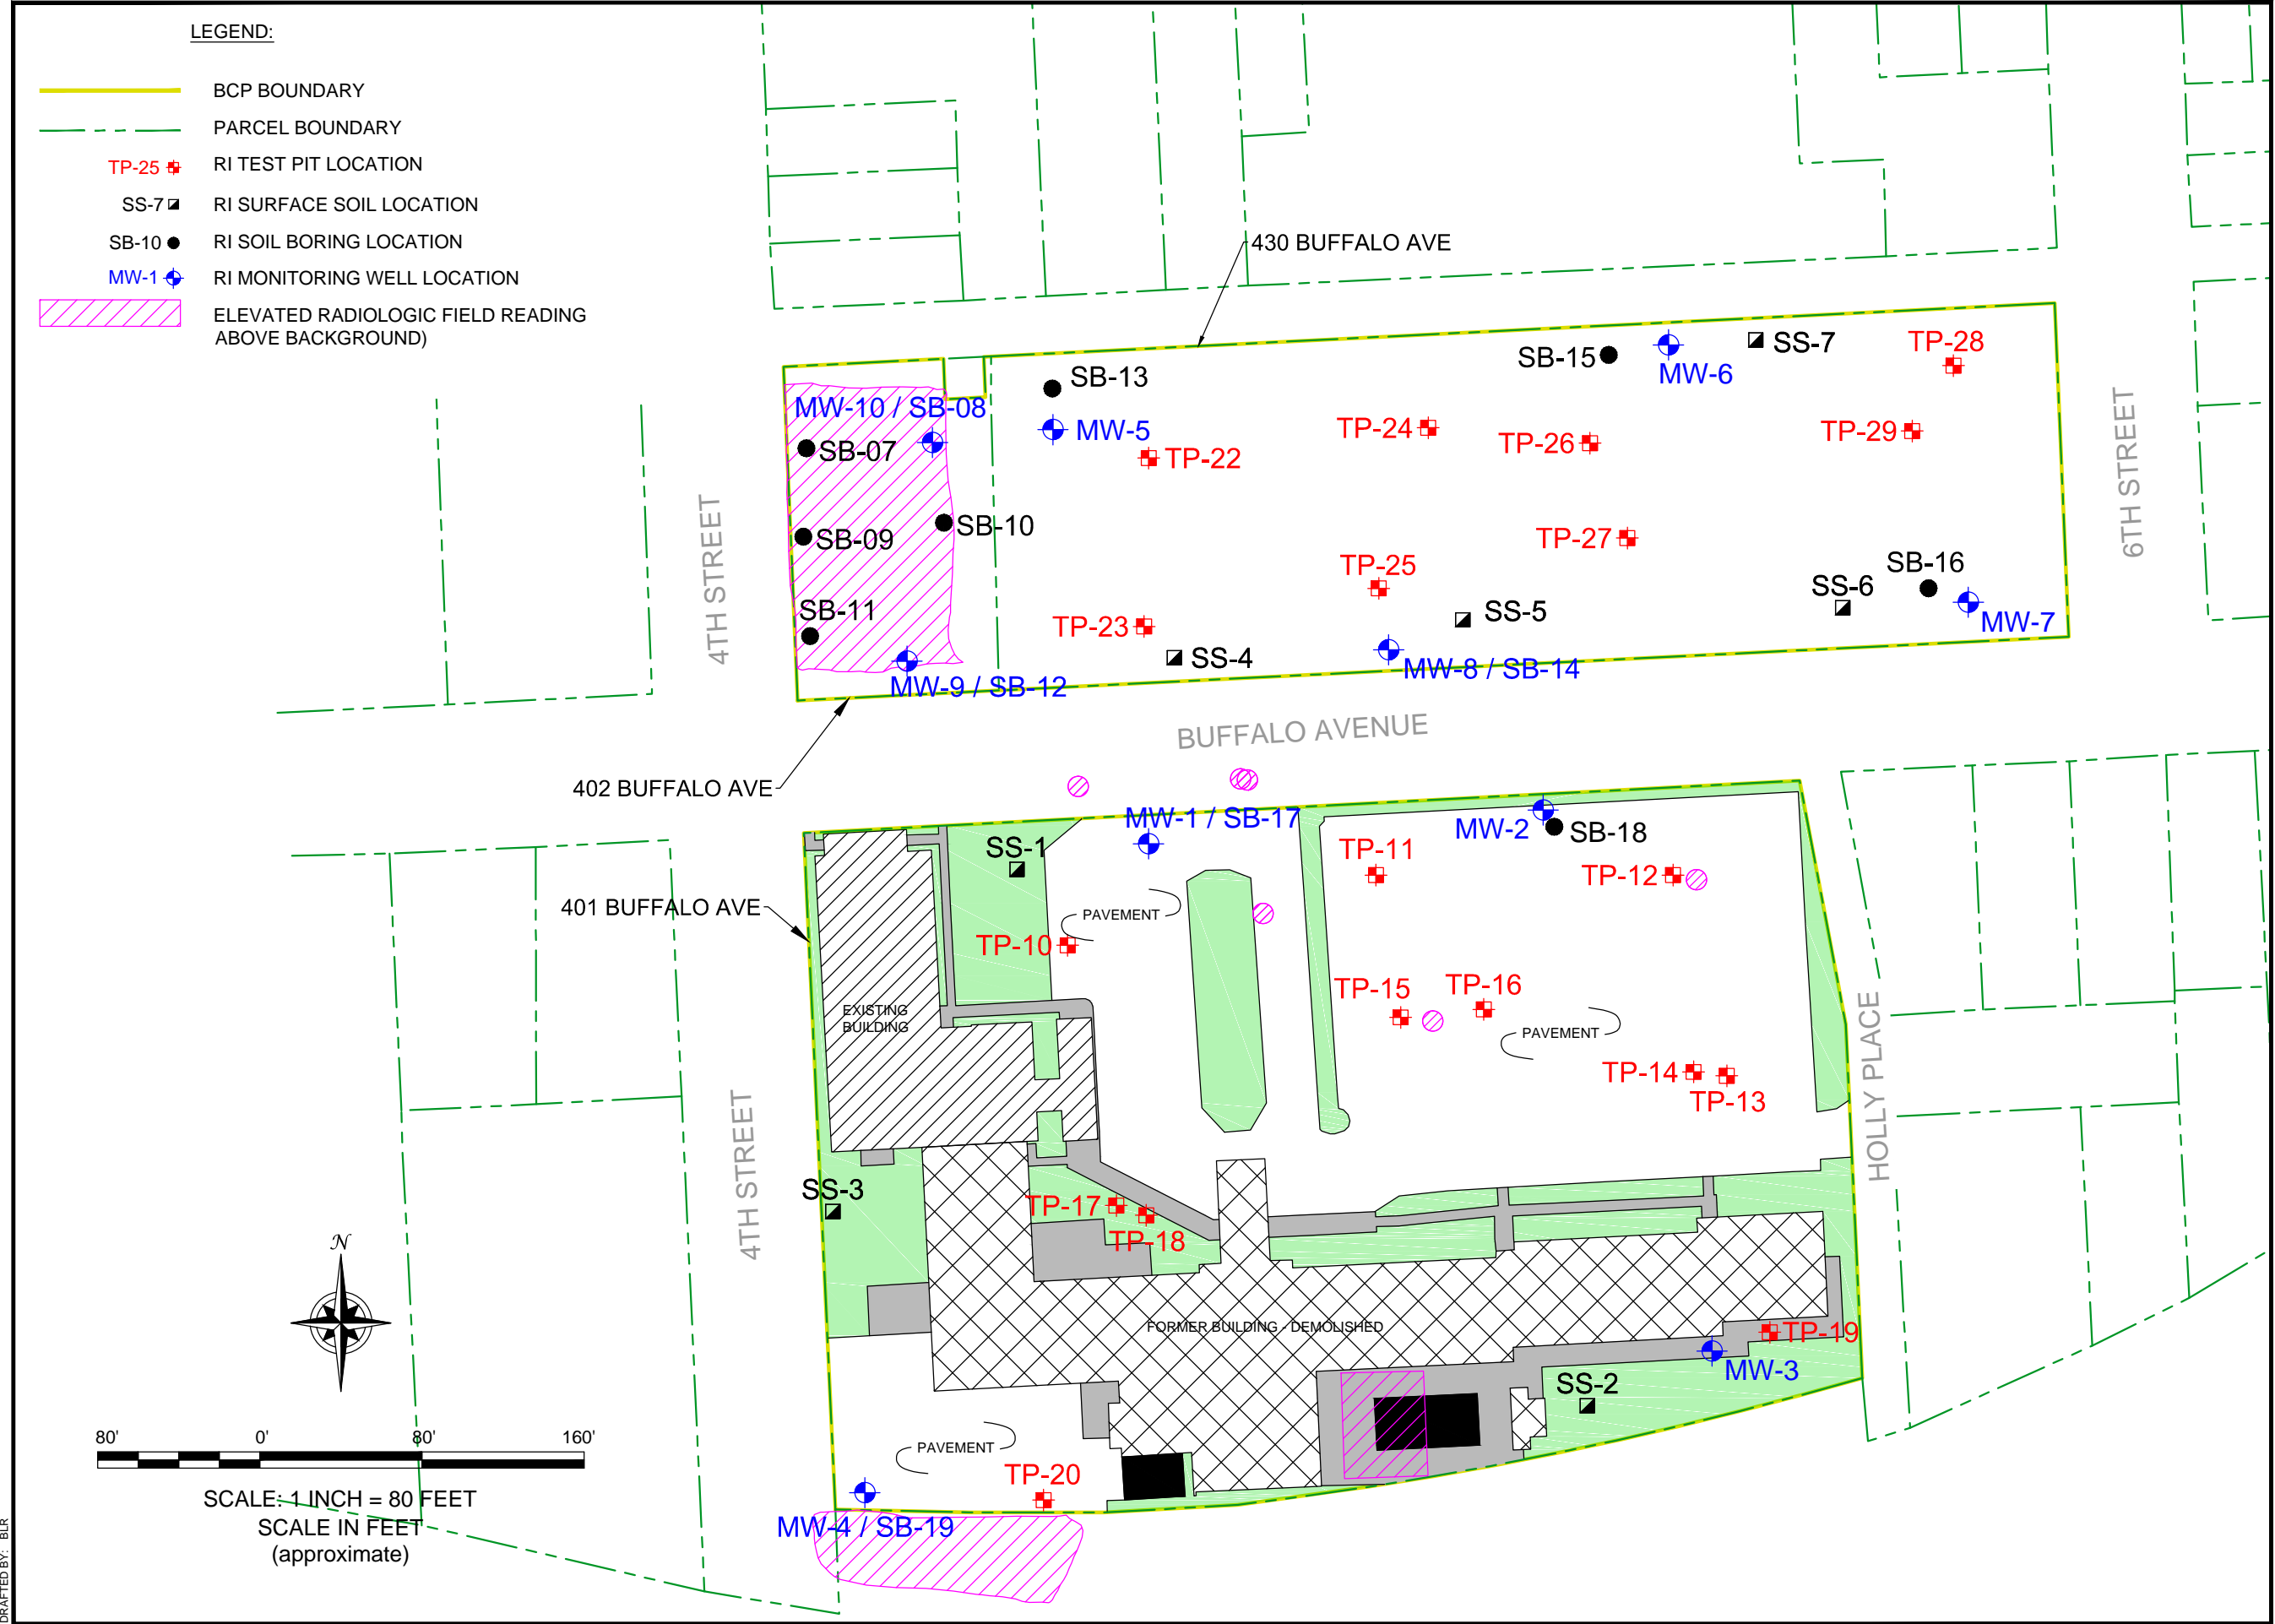 LEGEND:
BCP BOUNDARY
PARCEL BOUNDARY
TP-25 RI TEST PIT LOCATION
SS-7 RI SURFACE SOIL LOCATION
SB-10 RI SOIL BORING LOCATION
MW-1 RI MONITORING WELL LOCATION
ELEVATED RADIOLOGIC FIELD READING
ABOVE BACKGROUND)
430 BUFFALO AVE
SB-15
MW-6
SS-7
TP-28
SB-13
MW-10 / SB-08
MW-5
SB-07
TP-22
TP-24
TP-26
TP-29
SB-10
SB-09
TP-27
TP-25
SB-16
SS-6
SS-5
MW-7
SB-11
TP-23
SS-4
MW-9 / SB-12
MW-8 / SB-14
4TH STREET
6TH STREET
BUFFALO AVENUE
402 BUFFALO AVE
MW-1 / SB-17
MW-2
SB-18
SS-1
TP-11
TP-12
401 BUFFALO AVE
PAVEMENT
TP-10
EXISTING
BUILDING
TP-15
TP-16
PAVEMENT
TP-14
TP-13
HOLLY PLACE
4TH STREET
SS-3
TP-17
TP-18
FORMER BUILDING - DEMOLISHED
TP-19
MW-3
SS-2
PAVEMENT
TP-20
MW-4 / SB-19
N
80' 0' 80' 160'
SCALE: 1 INCH = 80 FEET
SCALE IN FEET
(approximate)
DRAFTED BY: BLR